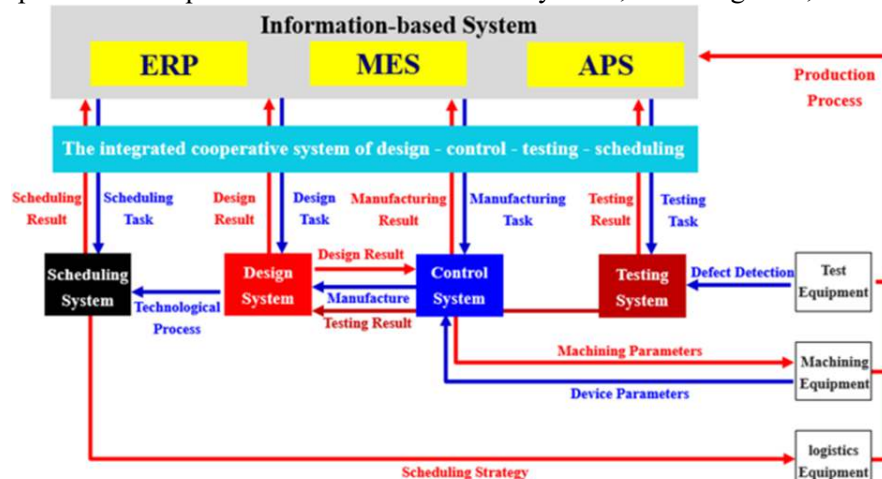 Information-based System
ERP
MES
APS
Production
Process
The integrated cooperative system of design - control - testing - scheduling
Scheduling
Result
Scheduling
Task
Design
Result
Design
Task
Manufacturing
Result
Manufacturing
Task
Testing
Result
Testing
Task
Scheduling
System
Technological
Process
Design
System
Design Result
Manufacture
Testing Result
Control
System
Testing
System
Defect Detection
Test
Equipment
Machining Parameters
Device Parameters
Machining
Equipment
Scheduling Strategy
logistics
Equipment